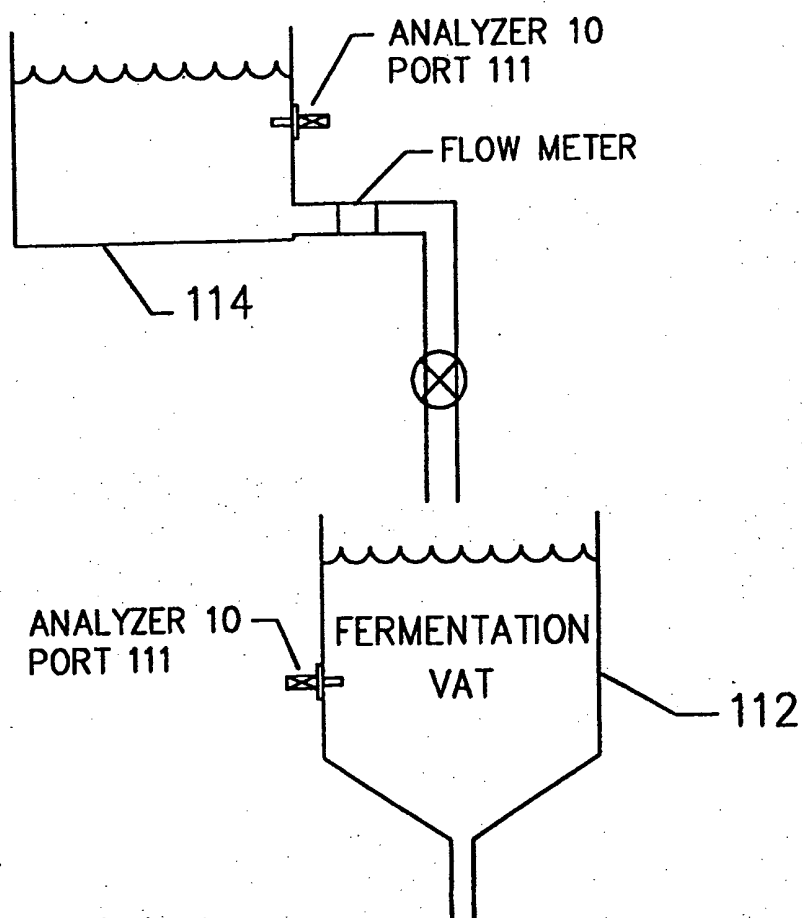 ANALYZER 10
PORT 111
FLOW METER
114
ANALYZER 10
PORT 111
FERMENTATION
VAT
112